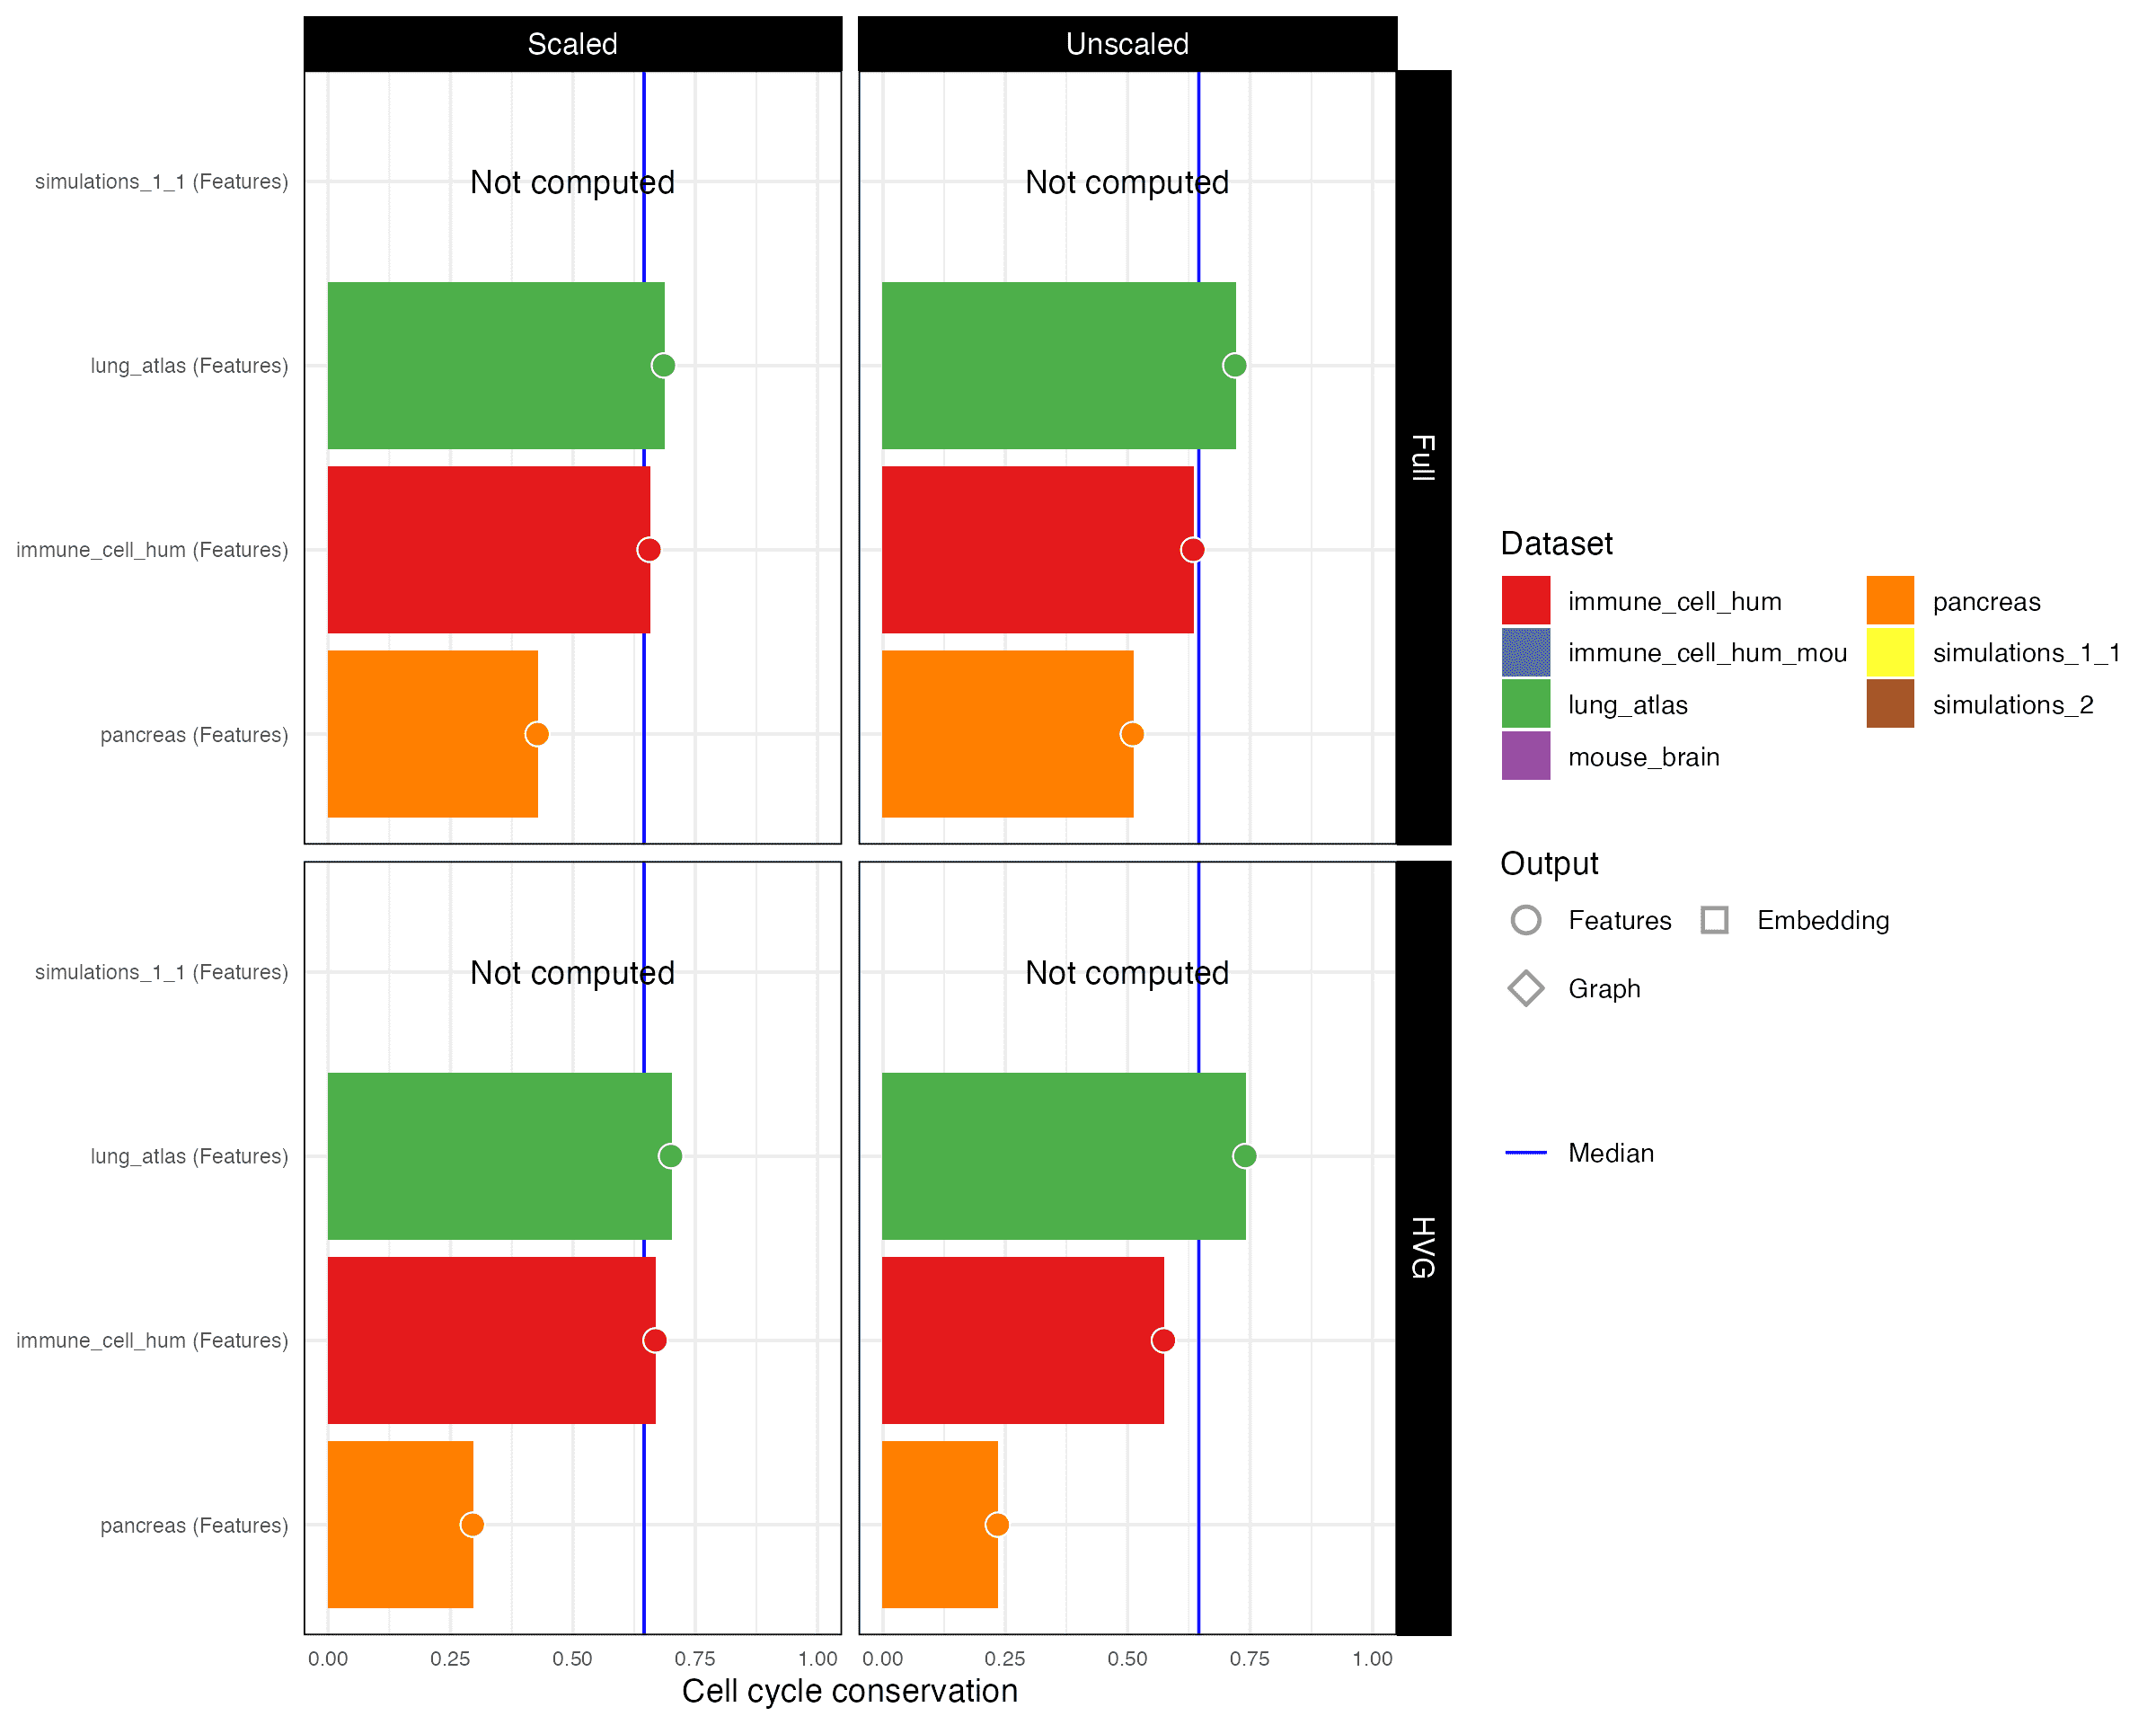 Scaled
Unscaled
simulations_1_1 (Features)
Not computed
Not computed
lung_atlas (Features)
immune_cell_hum (Features)
pancreas (Features)
Full
simulations_1_1 (Features)
Not computed
Not computed
lung_atlas (Features)
immune_cell_hum (Features)
pancreas (Features)
HVG
0.00 0.25 0.50 0.75 1.00
0.00 0.25 0.50 0.75 1.00
Cell cycle conservation
Dataset
immune_cell_hum
immune_cell_hum_mou
lung_atlas
mouse_brain
pancreas
simulations_1_1
simulations_2
Output
Features
Embedding
Graph
Median